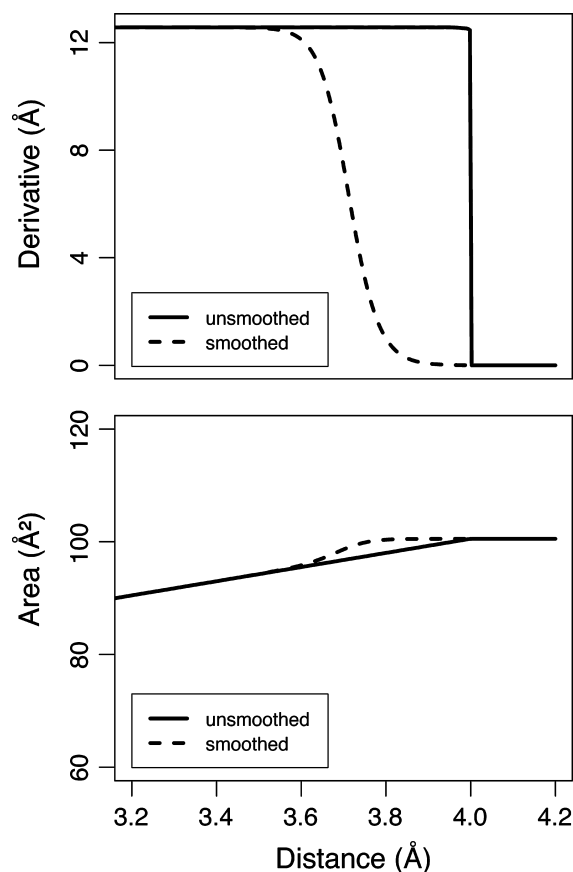 Derivative (Å)
12
8
4
0
unsmoothed
smoothed
Area (Å²)
120
100
80
60
unsmoothed
smoothed
3.2 3.4 3.6 3.8 4.0 4.2
Distance (Å)